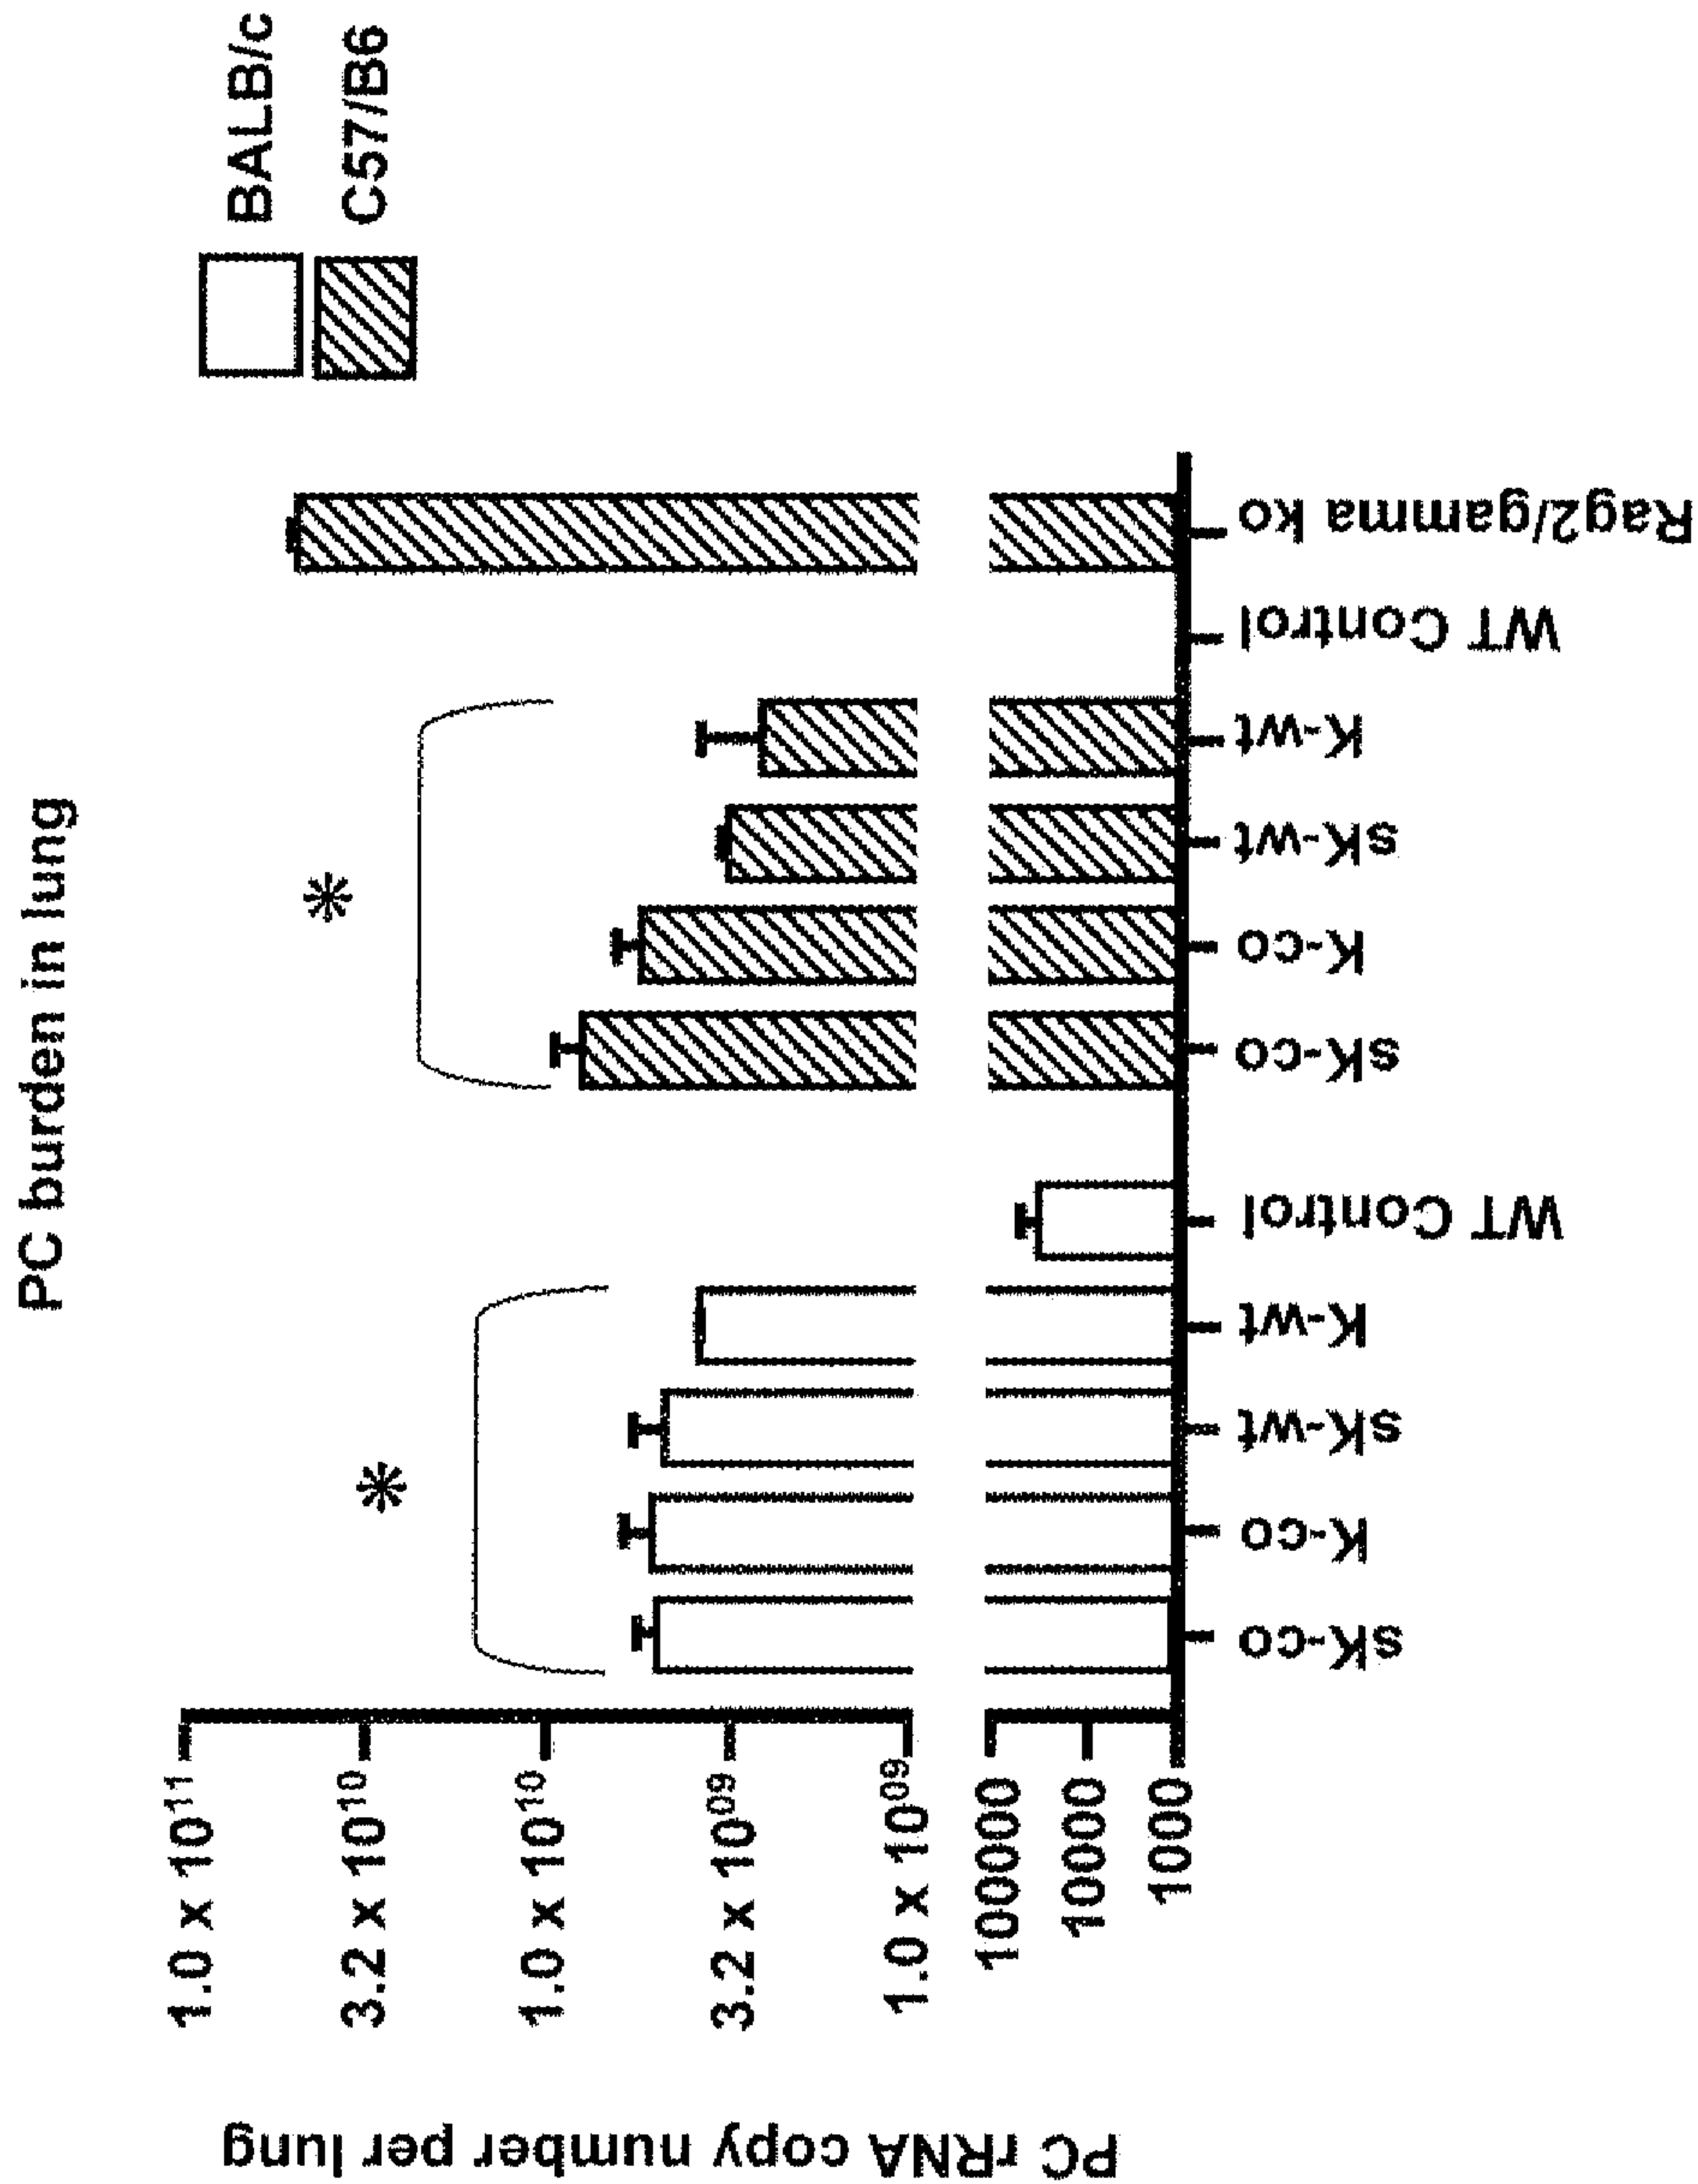 PC burden in lung
BALB/c
C57/B6
*
*
PC rRNA copy number per lung
1.0 x 10¹¹
3.2 x 10¹⁰
1.0 x 10¹⁰
3.2 x 10⁰⁹
1.0 x 10⁰⁹
100000
10000
1000
sK-co
K-co
sK-wt
K-wt
WT Control
sK-co
K-co
sK-wt
K-wt
WT Control
Rag2/gamma ko